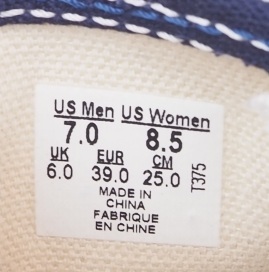 US Men US Women
7.0 8.5
UK EUR CM
6.0 39.0 25.0
MADE IN
CHINA
FABRIQUE
EN CHINE
T375